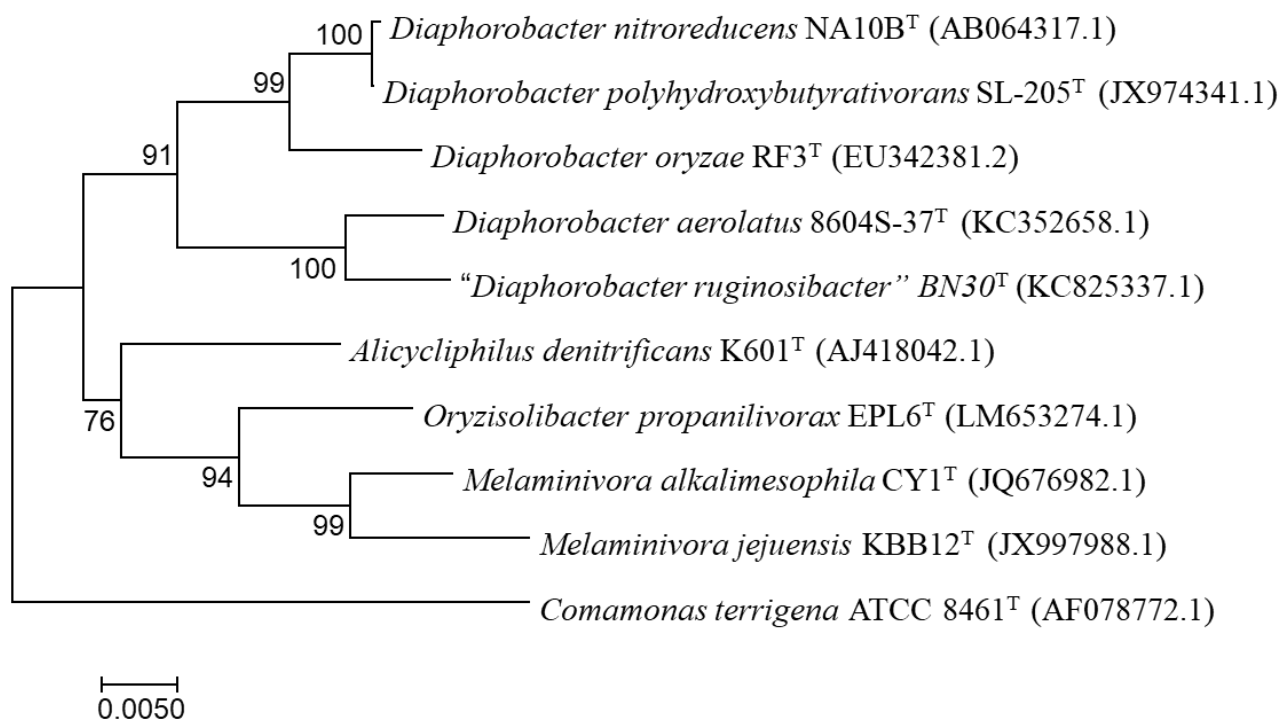 100
Diaphorobacter nitroreducens NA10Bᵀ (AB064317.1)
99
Diaphorobacter polyhydroxybutyrativorans SL-205ᵀ (JX974341.1)
91
Diaphorobacter oryzae RF3ᵀ (EU342381.2)
Diaphorobacter aerolatus 8604S-37ᵀ (KC352658.1)
100
“Diaphorobacter ruginosibacter” BN30ᵀ (KC825337.1)
Alicycliphilus denitrificans K601ᵀ (AJ418042.1)
76
Oryzisolibacter propanilivorax EPL6ᵀ (LM653274.1)
94
Melaminivora alkalimesophila CY1ᵀ (JQ676982.1)
99
Melaminivora jejuensis KBB12ᵀ (JX997988.1)
Comamonas terrigena ATCC 8461ᵀ (AF078772.1)
0.0050